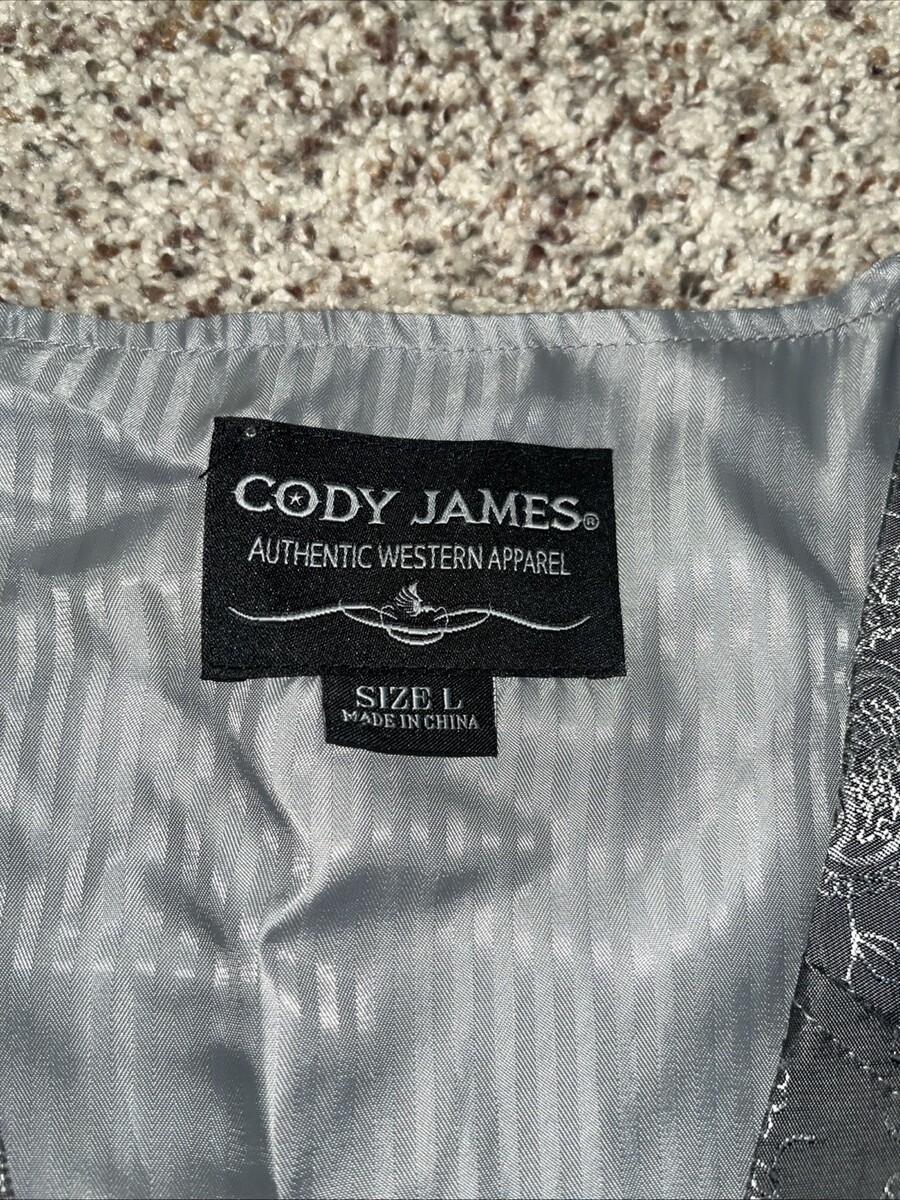 CODY JAMES®
AUTHENTIC WESTERN APPAREL
SIZE L
MADE IN CHINA